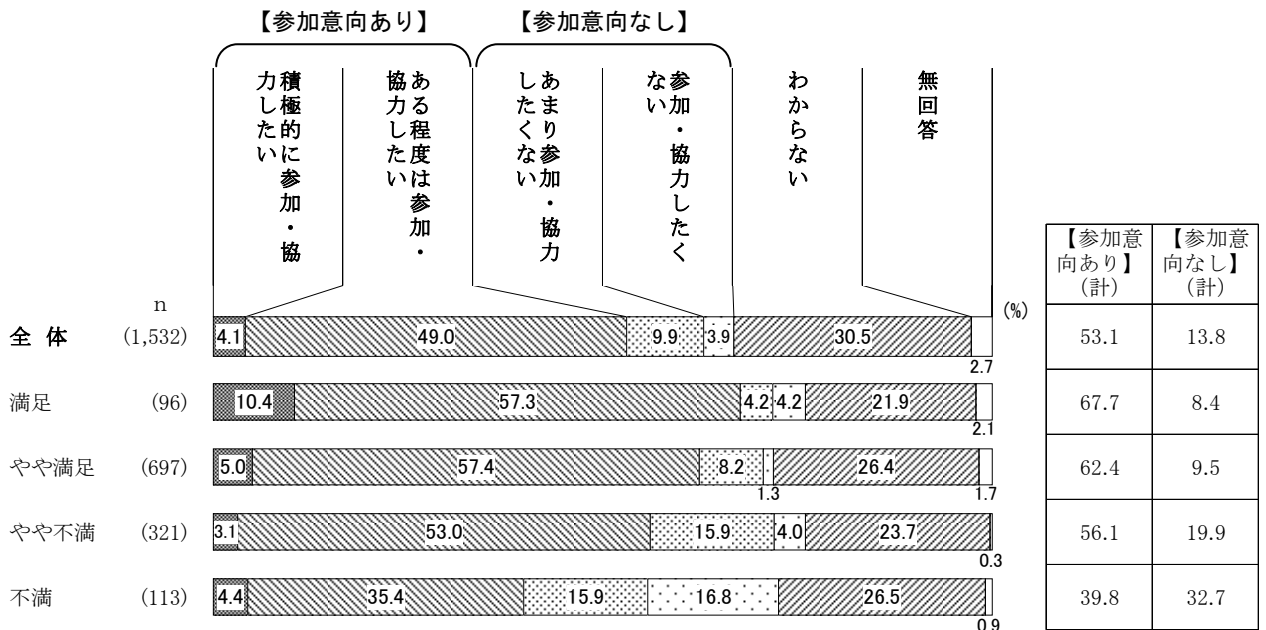 【参加意向あり】 【参加意向なし】
積極的に参加・協
力したい
ある程度は参加・
協力したい
あまり参加・協力
したくない
参加・協力したく
ない
わからない
無回答
【参加意
向あり】
(計)
【参加意
向なし】
(計)
n
(%)
全 体 (1,532) 4.1 49.0 9.9 3.9 30.5 2.7 53.1 13.8
満足 (96) 10.4 57.3 4.2 4.2 21.9 2.1 67.7 8.4
やや満足 (697) 5.0 57.4 8.2 1.3 26.4 1.7 62.4 9.5
やや不満 (321) 3.1 53.0 15.9 4.0 23.7 0.3 56.1 19.9
不満 (113) 4.4 35.4 15.9 16.8 26.5 0.9 39.8 32.7